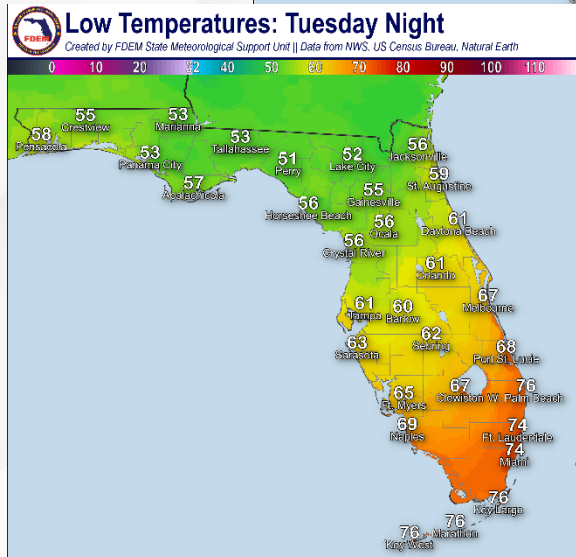 FDEM
Low Temperatures: Tuesday Night
Created by FDEM State Meteorological Support Unit || Data from NWS. US Census Bureau, Natural Earth
0 10 20 32 40 50 60 70 80 90 100 110
55
Crestview
53
Marianna
58
Pensacola
53
Panama City
53
Tallahassee
57
Apalachicola
51
Perry
52
Lake City
56
Jacksonville
59
St. Augustine
55
Gainesville
56
Horseshoe Beach
56
Ocala
61
Daytona Beach
56
Crystal River
61
Orlando
67
Melbourne
61
Tampa
60
Bartow
62
Sebring
63
Sarasota
68
Port St. Lucie
65
Ft. Myers
67
Clewiston
76
W. Palm Beach
69
Naples
74
Ft. Lauderdale
74
Miami
76
Key Largo
76
Marathon
76
Key West